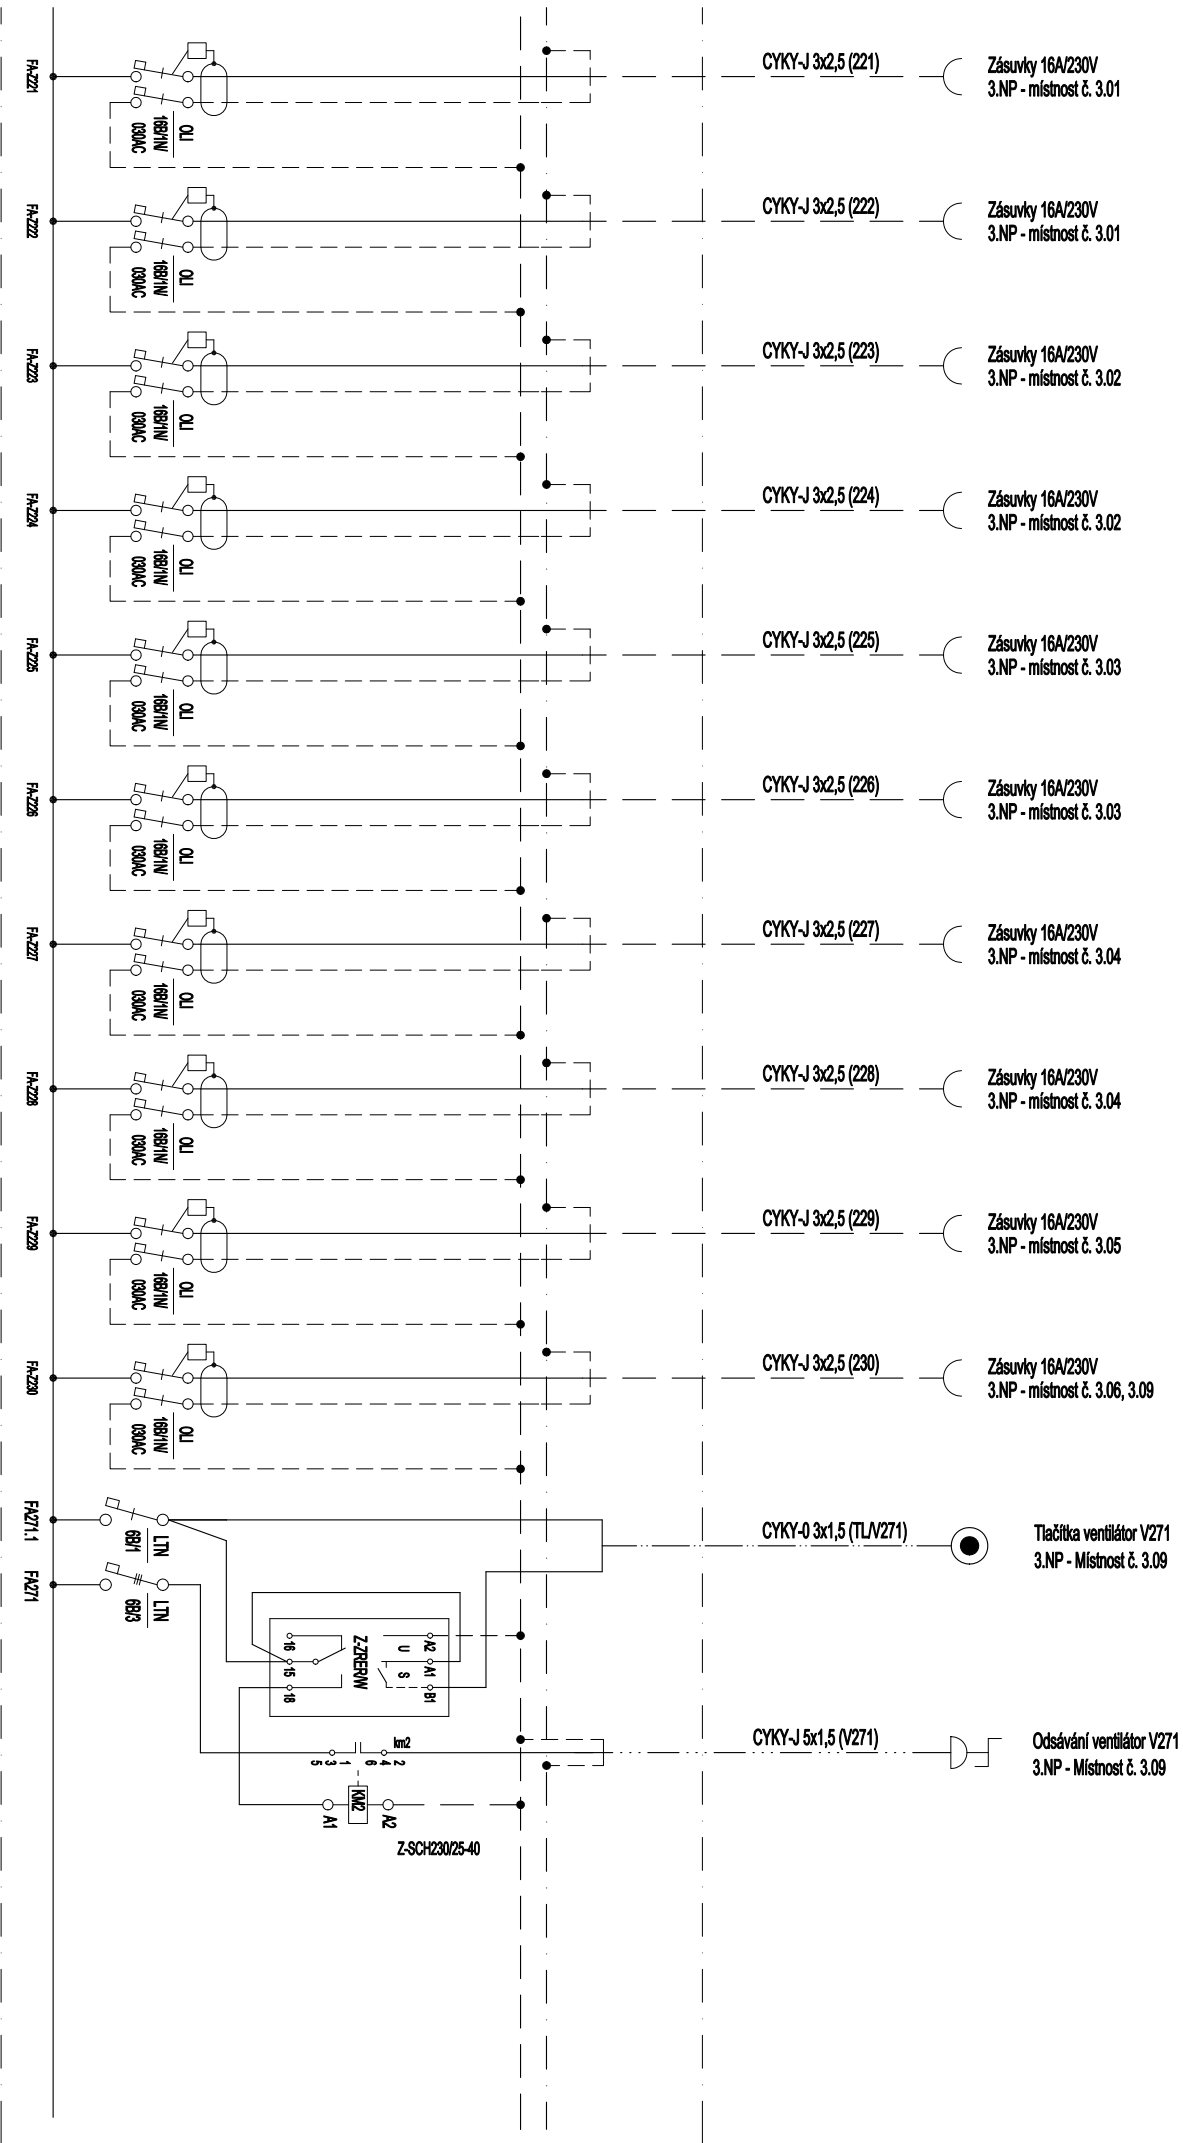 FA-Z221
OLI
16B/1N/
030AC
CYKY-J 3x2,5 (221)
Zásuvky 16A/230V
3.NP - místnost č. 3.01
FA-Z222
OLI
16B/1N/
030AC
CYKY-J 3x2,5 (222)
Zásuvky 16A/230V
3.NP - místnost č. 3.01
FA-Z223
OLI
16B/1N/
030AC
CYKY-J 3x2,5 (223)
Zásuvky 16A/230V
3.NP - místnost č. 3.02
FA-Z224
OLI
16B/1N/
030AC
CYKY-J 3x2,5 (224)
Zásuvky 16A/230V
3.NP - místnost č. 3.02
FA-Z225
OLI
16B/1N/
030AC
CYKY-J 3x2,5 (225)
Zásuvky 16A/230V
3.NP - místnost č. 3.03
FA-Z226
OLI
16B/1N/
030AC
CYKY-J 3x2,5 (226)
Zásuvky 16A/230V
3.NP - místnost č. 3.03
FA-Z227
OLI
16B/1N/
030AC
CYKY-J 3x2,5 (227)
Zásuvky 16A/230V
3.NP - místnost č. 3.04
FA-Z228
OLI
16B/1N/
030AC
CYKY-J 3x2,5 (228)
Zásuvky 16A/230V
3.NP - místnost č. 3.04
FA-Z229
OLI
16B/1N/
030AC
CYKY-J 3x2,5 (229)
Zásuvky 16A/230V
3.NP - místnost č. 3.05
FA-Z230
OLI
16B/1N/
030AC
CYKY-J 3x2,5 (230)
Zásuvky 16A/230V
3.NP - místnost č. 3.06, 3.09
FA271.1
LTN
6B/1
CYKY-0 3x1,5 (TL/V271)
Tlačítka ventilátor V271
3.NP - Místnost č. 3.09
FA271
LTN
6B/3
A2
A1
B1
U
S
Z-ZRER/W
16
15
18
km2
2
4
6
1
3
5
CYKY-J 5x1,5 (V271)
Odsávání ventilátor V271
3.NP - Místnost č. 3.09
A1
KM2
A2
Z-SCH230/25-40